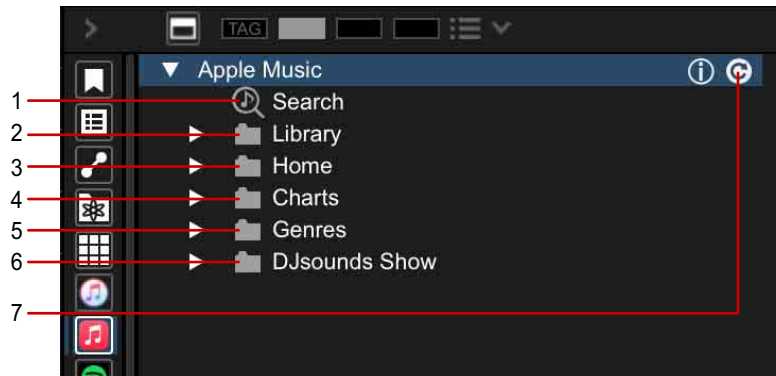 TAG
Apple Music
1 Search
2 Library
3 Home
4 Charts
5 Genres
6 DJsounds Show
7